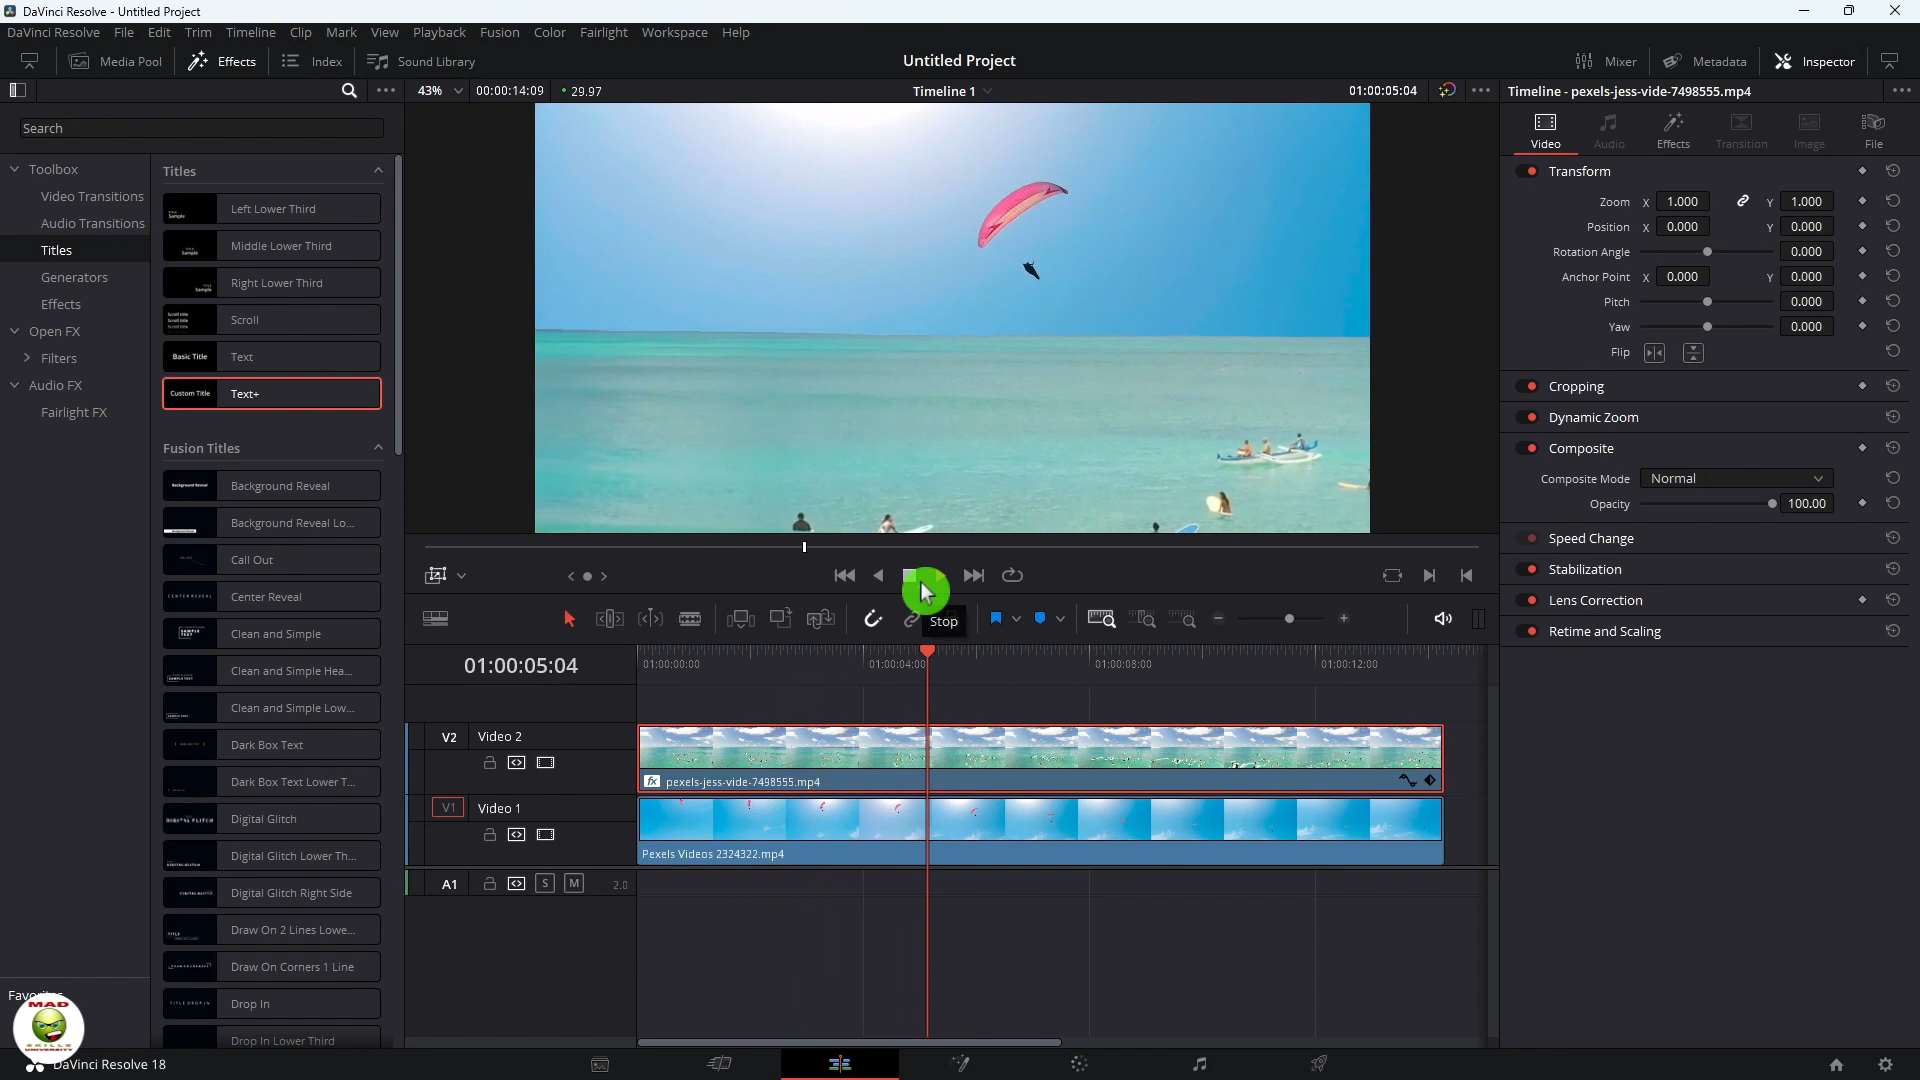 DaVinci Resolve - Untitled Project
DaVinci Resolve File Edit Trim Timeline Clip Mark View Playback Fusion Color Fairlight Workspace Help
Media Pool Effects Index Sound Library Untitled Project Mixer Metadata Inspector
43% 00:00:14:09 29.97 Timeline 1 01:00:05:04 Timeline - pexels-jess-vide-7498555.mp4
Search
Video Audio Effects Transition Image File
Toolbox
Video Transitions
Audio Transitions
Titles
Generators
Effects
Open FX
Filters
Audio FX
Fairlight FX
Favorites
Titles
Left Lower Third
Middle Lower Third
Right Lower Third
Scroll
Basic Title Text
Custom Title Text+
Fusion Titles
Background Reveal
Background Reveal Lo...
Call Out
Center Reveal
Clean and Simple
Clean and Simple Hea...
Clean and Simple Low...
Dark Box Text
Dark Box Text Lower T...
Digital Glitch
Digital Glitch Lower Th...
Digital Glitch Right Side
Draw On 2 Lines Lowe...
Draw On Corners 1 Line
Drop In
Drop In Lower Third
Transform
Zoom X 1.000 Y 1.000
Position X 0.000 Y 0.000
Rotation Angle 0.000
Anchor Point X 0.000 Y 0.000
Pitch 0.000
Yaw 0.000
Flip
Cropping
Dynamic Zoom
Composite
Composite Mode Normal
Opacity 100.00
Speed Change
Stabilization
Lens Correction
Retime and Scaling
Stop
01:00:05:04 01:00:00:00 01:00:04:00 01:00:08:00 01:00:12:00
V2 Video 2
fx pexels-jess-vide-7498555.mp4
V1 Video 1
Pexels Videos 2324322.mp4
A1 S M 2.0
MAD
SKILLS
UNIVERSITY
DaVinci Resolve 18